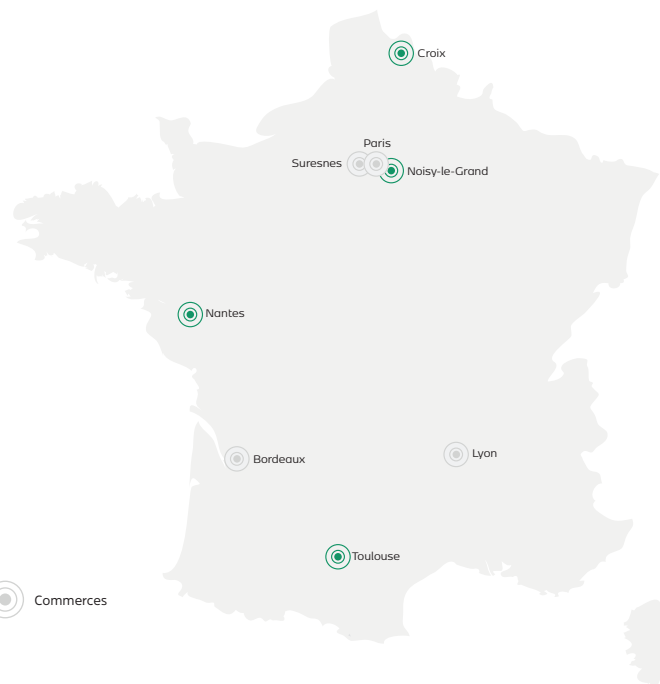 Croix
Paris
Suresnes
Noisy-le-Grand
Nantes
Bordeaux
Lyon
Toulouse
Commerces